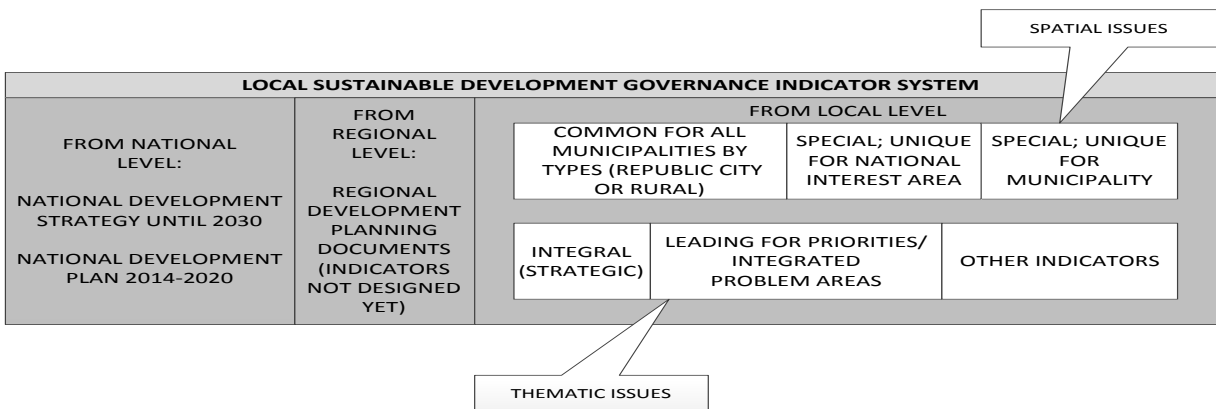 SPATIAL ISSUES
LOCAL SUSTAINABLE DEVELOPMENT GOVERNANCE INDICATOR SYSTEM
FROM NATIONAL
LEVEL:
NATIONAL DEVELOPMENT
STRATEGY UNTIL 2030
NATIONAL DEVELOPMENT
PLAN 2014-2020
FROM
REGIONAL
LEVEL:
REGIONAL
DEVELOPMENT
PLANNING
DOCUMENTS
(INDICATORS
NOT DESIGNED
YET)
FROM LOCAL LEVEL
COMMON FOR ALL
MUNICIPALITIES BY
TYPES (REPUBLIC CITY
OR RURAL)
SPECIAL; UNIQUE
FOR NATIONAL
INTEREST AREA
SPECIAL; UNIQUE
FOR
MUNICIPALITY
INTEGRAL
(STRATEGIC)
LEADING FOR PRIORITIES/
INTEGRATED
PROBLEM AREAS
OTHER INDICATORS
THEMATIC ISSUES